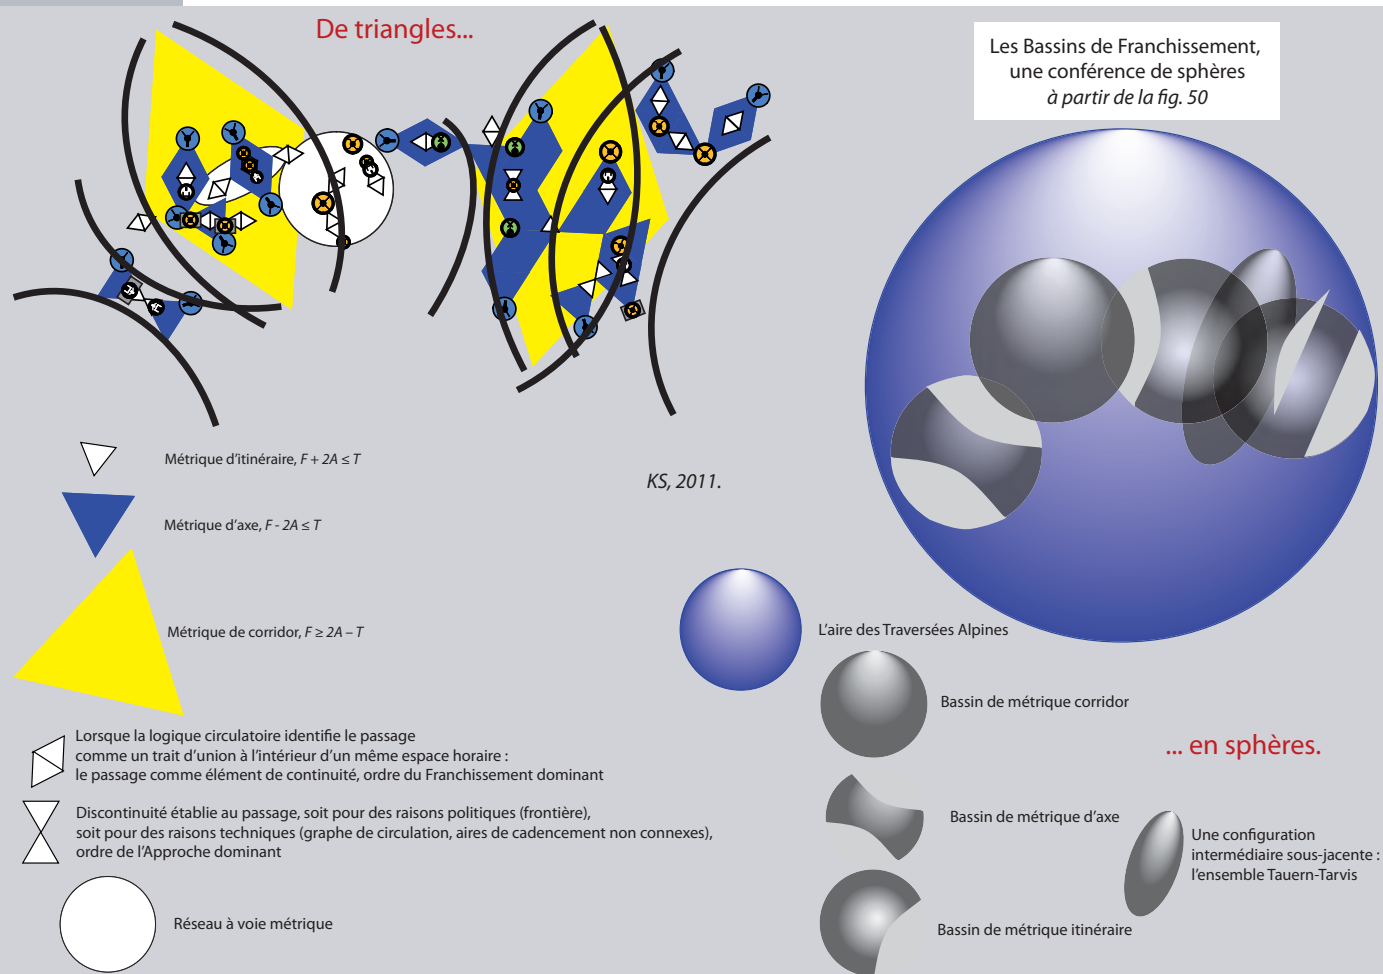 De triangles...
Les Bassins de Franchissement,
une conférence de sphères
à partir de la fig. 50
Métrique d'itinéraire, F + 2A ≤ T
KS, 2011.
Métrique d'axe, F - 2A ≤ T
Métrique de corridor, F ≥ 2A – T
L'aire des Traversées Alpines
Bassin de métrique corridor
Lorsque la logique circulatoire identifie le passage
comme un trait d'union à l'intérieur d'un même espace horaire :
le passage comme élément de continuité, ordre du Franchissement dominant
... en sphères.
Discontinuité établie au passage, soit pour des raisons politiques (frontière),
soit pour des raisons techniques (graphe de circulation, aires de cadencement non connexes),
ordre de l'Approche dominant
Bassin de métrique d'axe
Une configuration
intermédiaire sous-jacente :
l'ensemble Tauern-Tarvis
Réseau à voie métrique
Bassin de métrique itinéraire